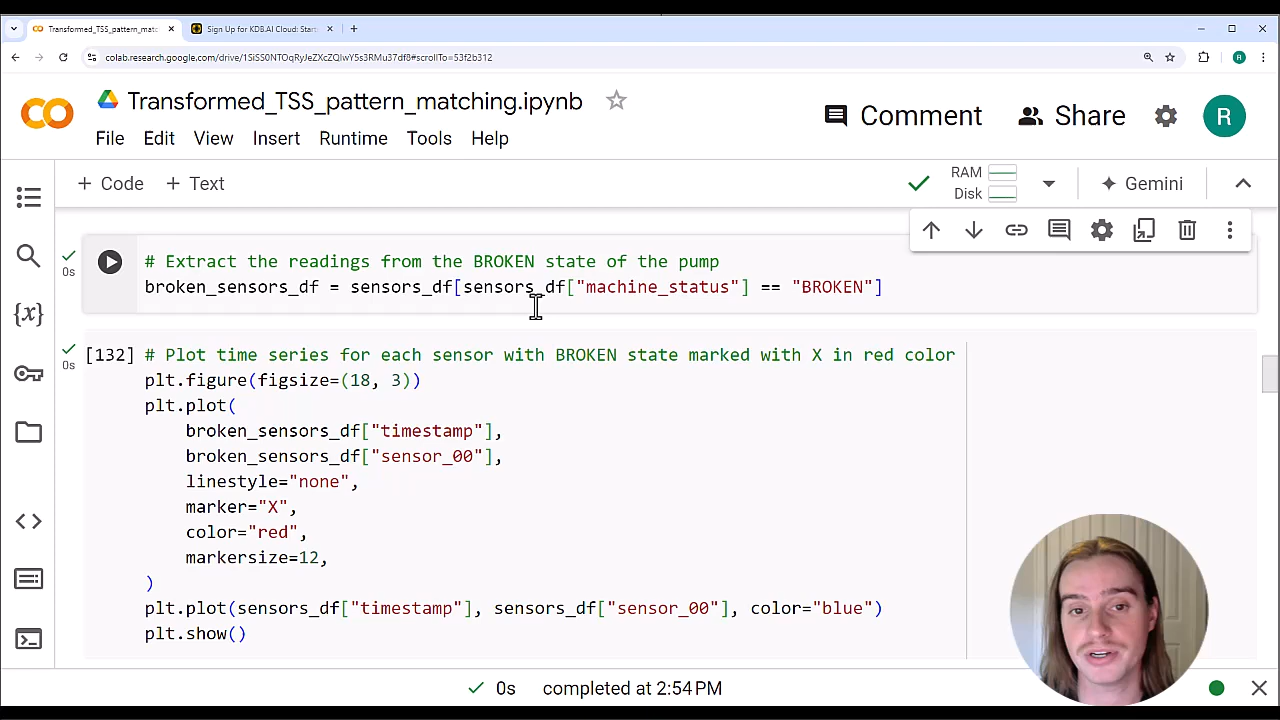 Transformed_TSS_pattern_matc
Sign Up for KDB.AI Cloud: Start
colab.research.google.com/drive/1SiSS0NTOqRyJeZXcZQlwY5s3RMu37df8#scrollTo=53f2b312
R
Transformed_TSS_pattern_matching.ipynb
Comment
Share
R
File Edit View Insert Runtime Tools Help
+ Code + Text
RAM
Disk
Gemini
0s
# Extract the readings from the BROKEN state of the pump
broken_sensors_df = sensors_df[sensors_df["machine_status"] == "BROKEN"]
0s
[132] # Plot time series for each sensor with BROKEN state marked with X in red color
plt.figure(figsize=(18, 3))
plt.plot(
broken_sensors_df["timestamp"],
broken_sensors_df["sensor_00"],
linestyle="none",
marker="X",
color="red",
markersize=12,
)
plt.plot(sensors_df["timestamp"], sensors_df["sensor_00"], color="blue")
plt.show()
{x}
0s completed at 2:54 PM